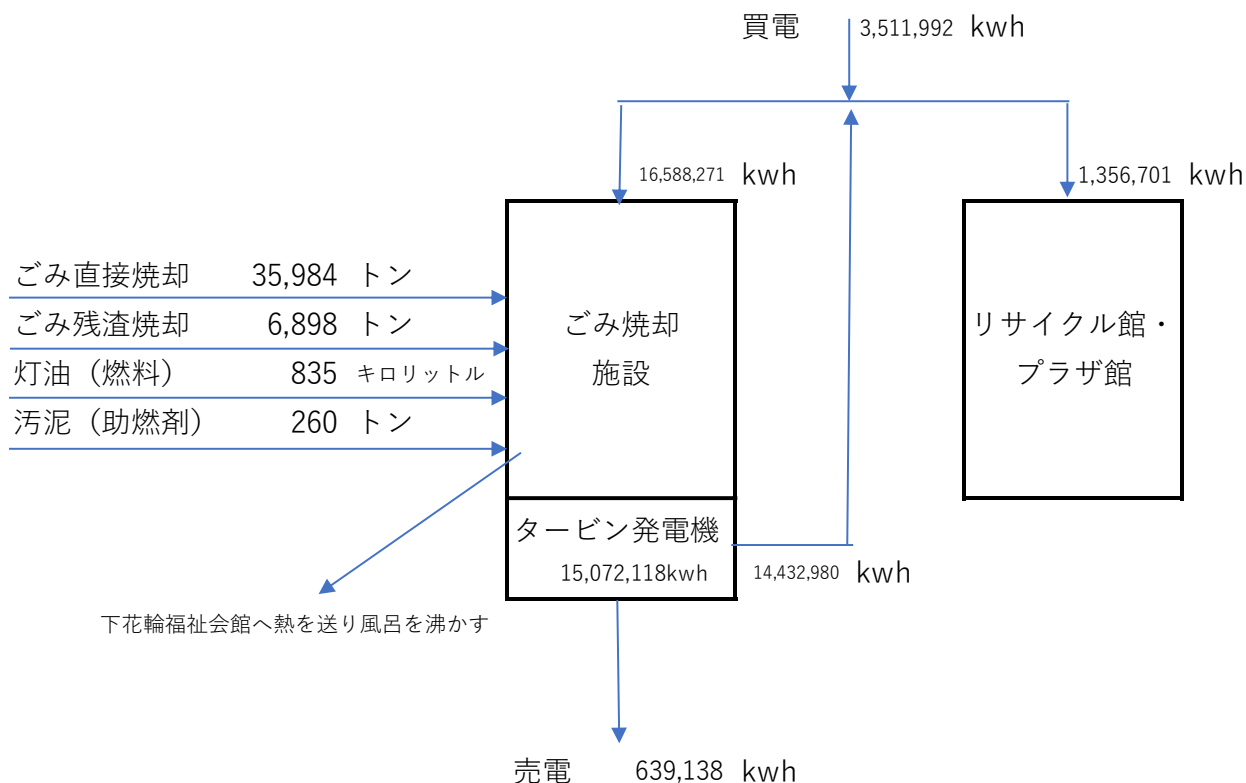 買電 3,511,992 kwh
16,588,271 kwh
1,356,701 kwh
ごみ直接焼却 35,984 トン
ごみ残渣焼却 6,898 トン
灯油（燃料） 835 キロリットル
汚泥（助燃剤） 260 トン
ごみ焼却
施設
リサイクル館・
プラザ館
タービン発電機
15,072,118kwh
14,432,980 kwh
下花輪福祉会館へ熱を送り風呂を沸かす
売電 639,138 kwh